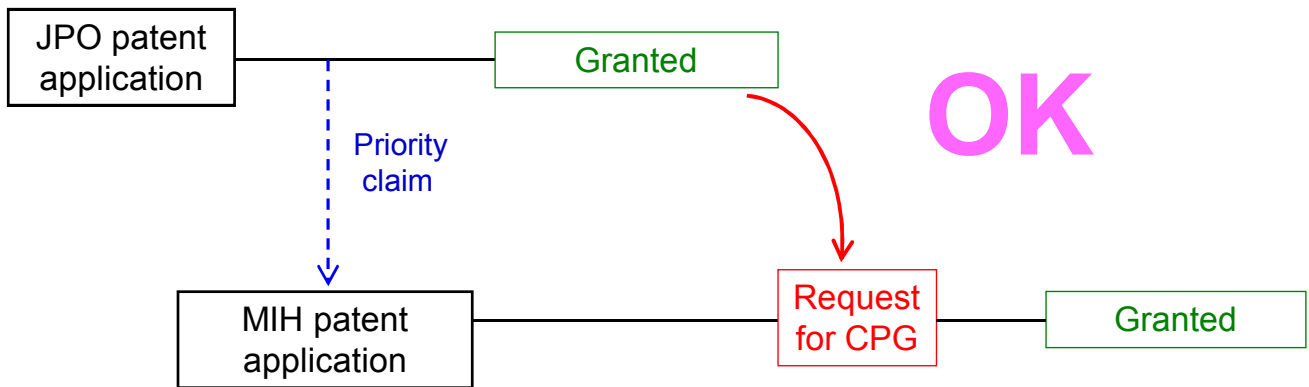 JPO patent
application
Granted
OK
Priority
claim
MIH patent
application
Request
for CPG
Granted